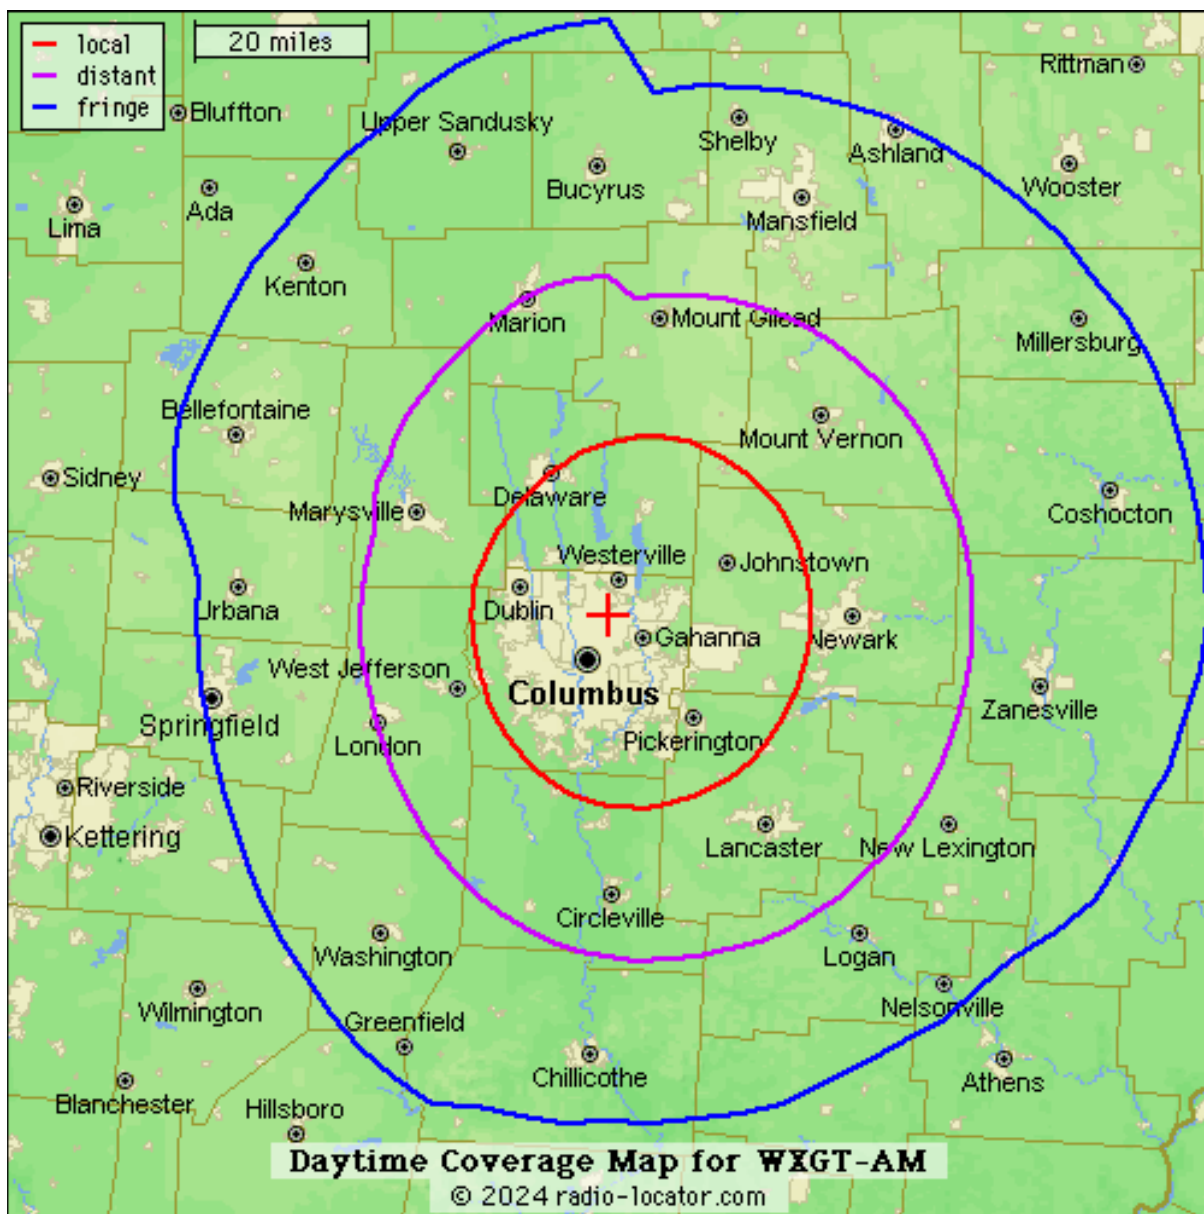 local
distant
fringe
20 miles
Rittman
Bluffton
Upper Sandusky
Shelby
Ashland
Bucyrus
Wooster
Lima
Ada
Mansfield
Kenton
Marion
Mount Gilead
Millersburg
Bellefontaine
Mount Vernon
Sidney
Delaware
Marysville
Coshocton
Westerville
Johnstown
Urbana
Dublin
Gahanna
Newark
West Jefferson
Columbus
Springfield
London
Pickerington
Zanesville
Riverside
Kettering
Lancaster
New Lexington
Circleville
Washington
Logan
Wilmington
Nelsonville
Greenfield
Chillicothe
Athens
Blanchester
Hillsboro
Daytime Coverage Map for WXGT-AM
© 2024 radio-locator.com